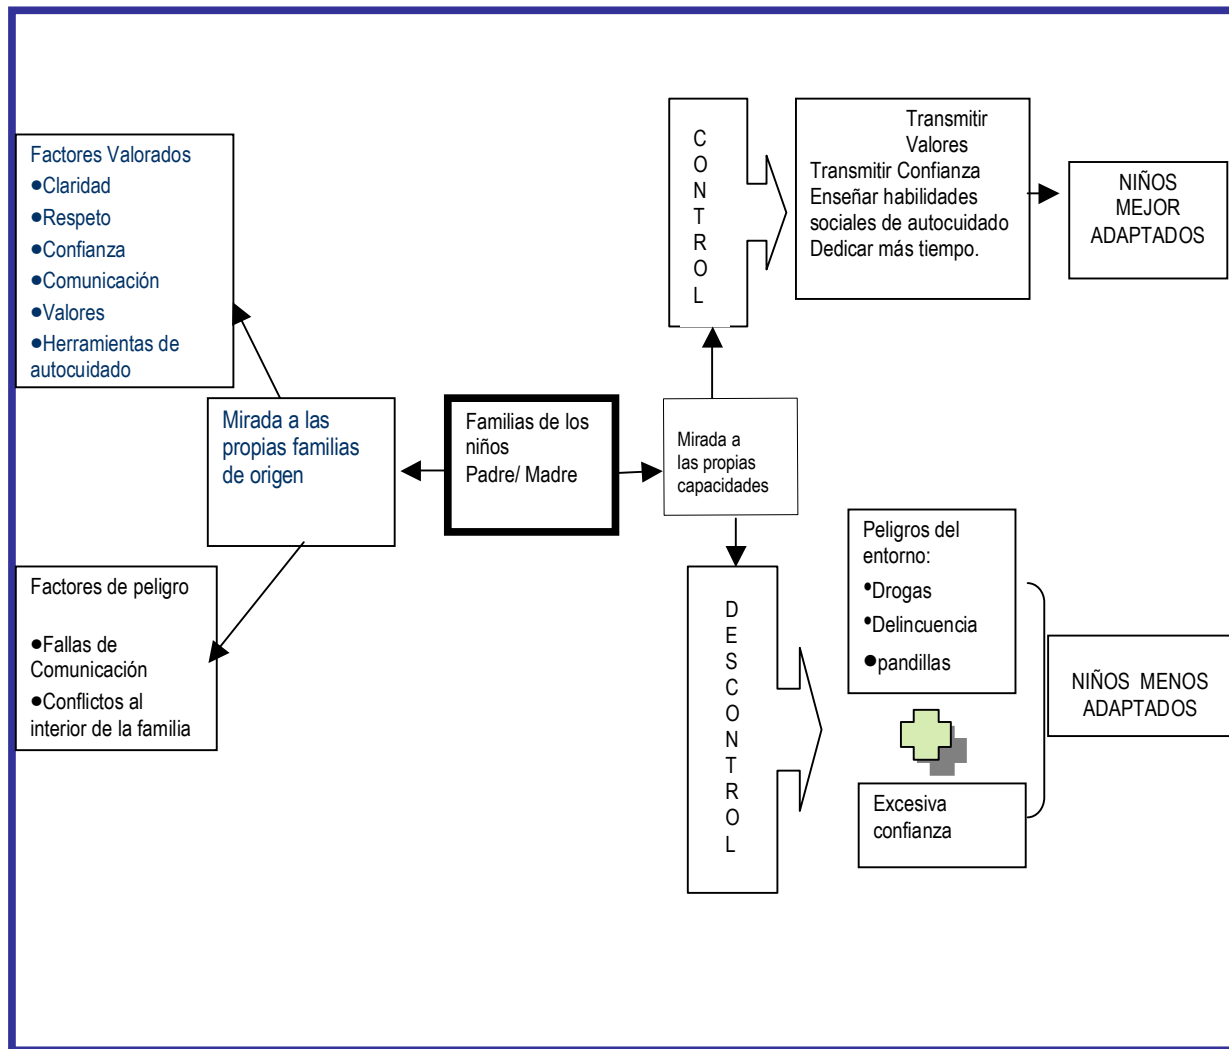 Factores Valorados
●Claridad
●Respeto
●Confianza
●Comunicación
●Valores
●Herramientas de
autocuidado
Mirada a las
propias familias
de origen
Factores de peligro
●Fallas de
Comunicación
●Conflictos al
interior de la familia
Familias de los
niños
Padre/ Madre
Mirada a
las propias
capacidades
C
O
N
T
R
O
L
Transmitir
Valores
Transmitir Confianza
Enseñar habilidades
sociales de autocuidado
Dedicar más tiempo.
NIÑOS
MEJOR
ADAPTADOS
D
E
S
C
O
N
T
R
O
L
Peligros del
entorno:
●Drogas
●Delincuencia
●pandillas
Excesiva
confianza
NIÑOS MENOS
ADAPTADOS